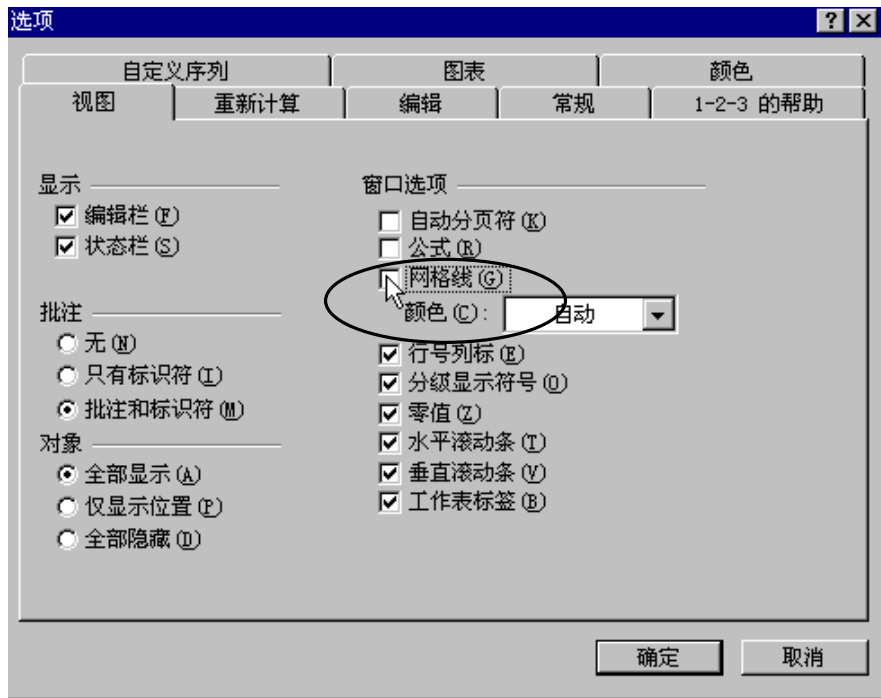 选项
自定义序列 图表 颜色
视图 重新计算 编辑 常规 1-2-3 的帮助
显示
编辑栏(F)
状态栏(S)
批注
无(N)
只有标识符(I)
批注和标识符(M)
对象
全部显示(A)
仅显示位置(P)
全部隐藏(D)
窗口选项
自动分页符(K)
公式(R)
网格线(G)
颜色(C): 自动
行号列标(E)
分级显示符号(O)
零值(Z)
水平滚动条(T)
垂直滚动条(V)
工作表标签(B)
确定 取消